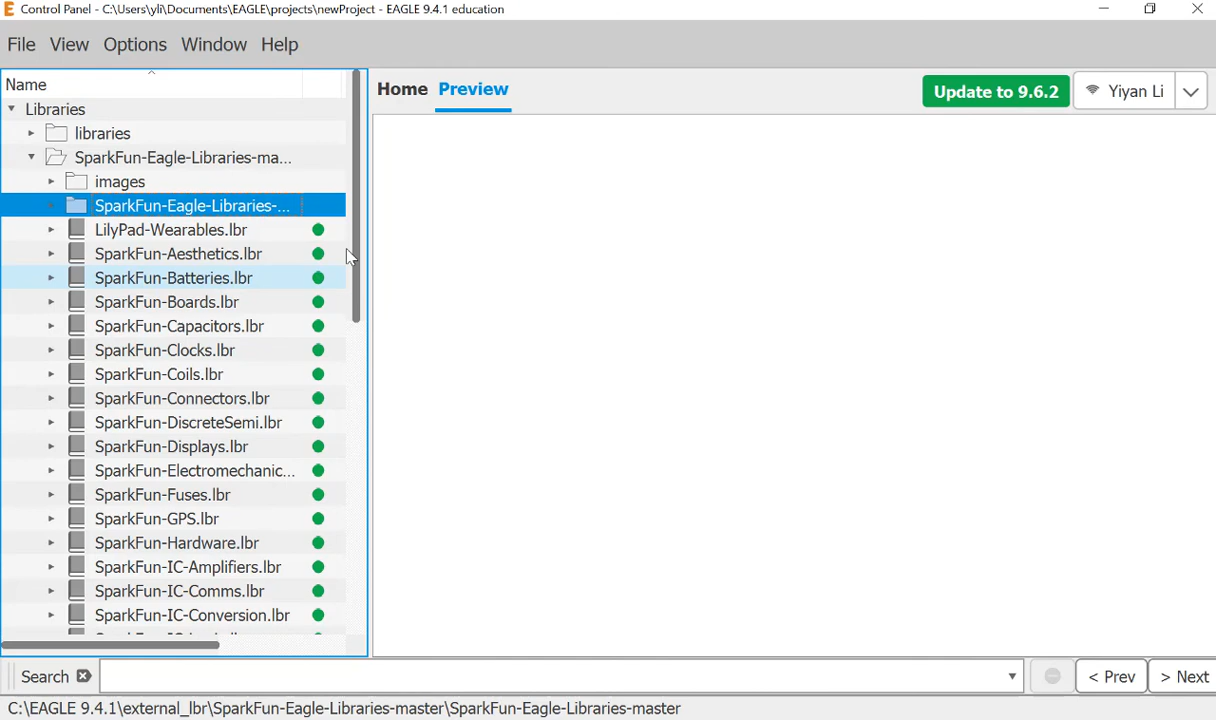 Control Panel - C:\Users\yli\Documents\EAGLE\projects\newProject - EAGLE 9.4.1 education
File View Options Window Help
Name
Home Preview
Update to 9.6.2
Yiyan Li
Libraries
libraries
SparkFun-Eagle-Libraries-ma...
images
SparkFun-Eagle-Libraries-...
LilyPad-Wearables.lbr
SparkFun-Aesthetics.lbr
SparkFun-Batteries.lbr
SparkFun-Boards.lbr
SparkFun-Capacitors.lbr
SparkFun-Clocks.lbr
SparkFun-Coils.lbr
SparkFun-Connectors.lbr
SparkFun-DiscreteSemi.lbr
SparkFun-Displays.lbr
SparkFun-Electromechanic...
SparkFun-Fuses.lbr
SparkFun-GPS.lbr
SparkFun-Hardware.lbr
SparkFun-IC-Amplifiers.lbr
SparkFun-IC-Comms.lbr
SparkFun-IC-Conversion.lbr
Search
< Prev
> Next
C:\EAGLE 9.4.1\external_lbr\SparkFun-Eagle-Libraries-master\SparkFun-Eagle-Libraries-master